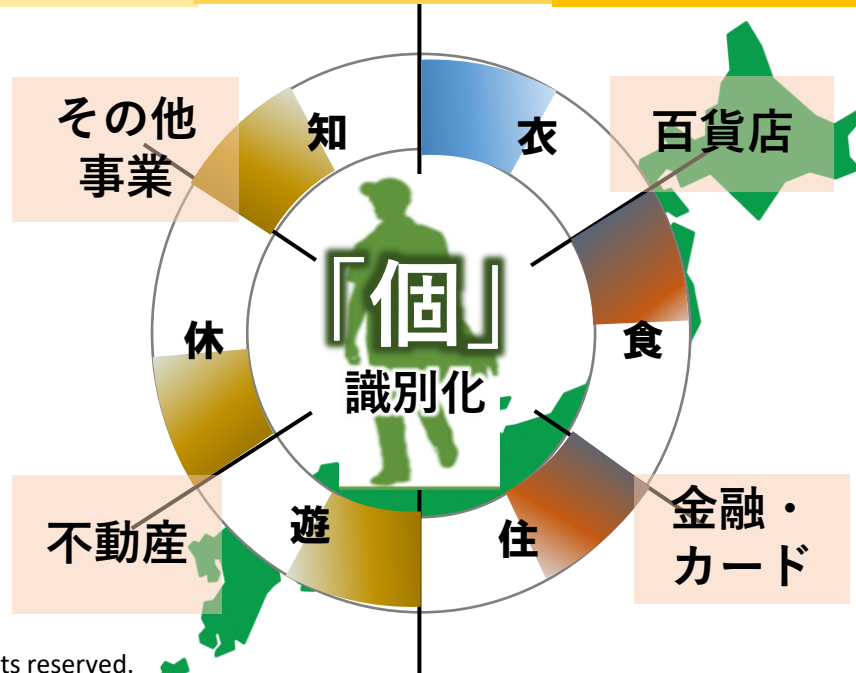 その他
事業
知
衣
百貨店
休
「個」
識別化
食
不動産
遊
住
金融・
カード
ts reserved.